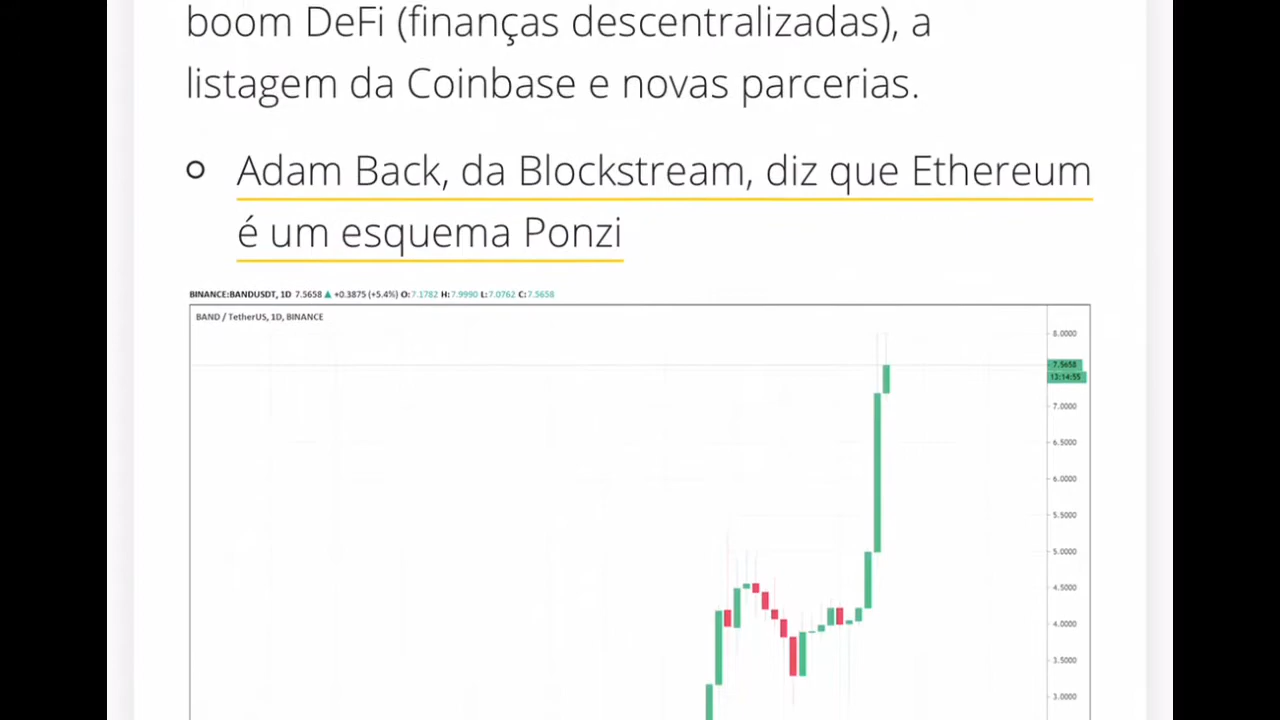 boom DeFi (finanças descentralizadas), a
listagem da Coinbase e novas parcerias.
Adam Back, da Blockstream, diz que Ethereum
é um esquema Ponzi
BINANCE:BANDUSDT, 1D 7.5658 ▲ +0.3875 (+5.4%) O:7.1782 H:7.9990 L:7.0762 C:7.5658
BAND / TetherUS, 1D, BINANCE
8.0000
7.5658
13:14:55
7.0000
6.5000
6.0000
5.5000
5.0000
4.5000
4.0000
3.5000
3.0000